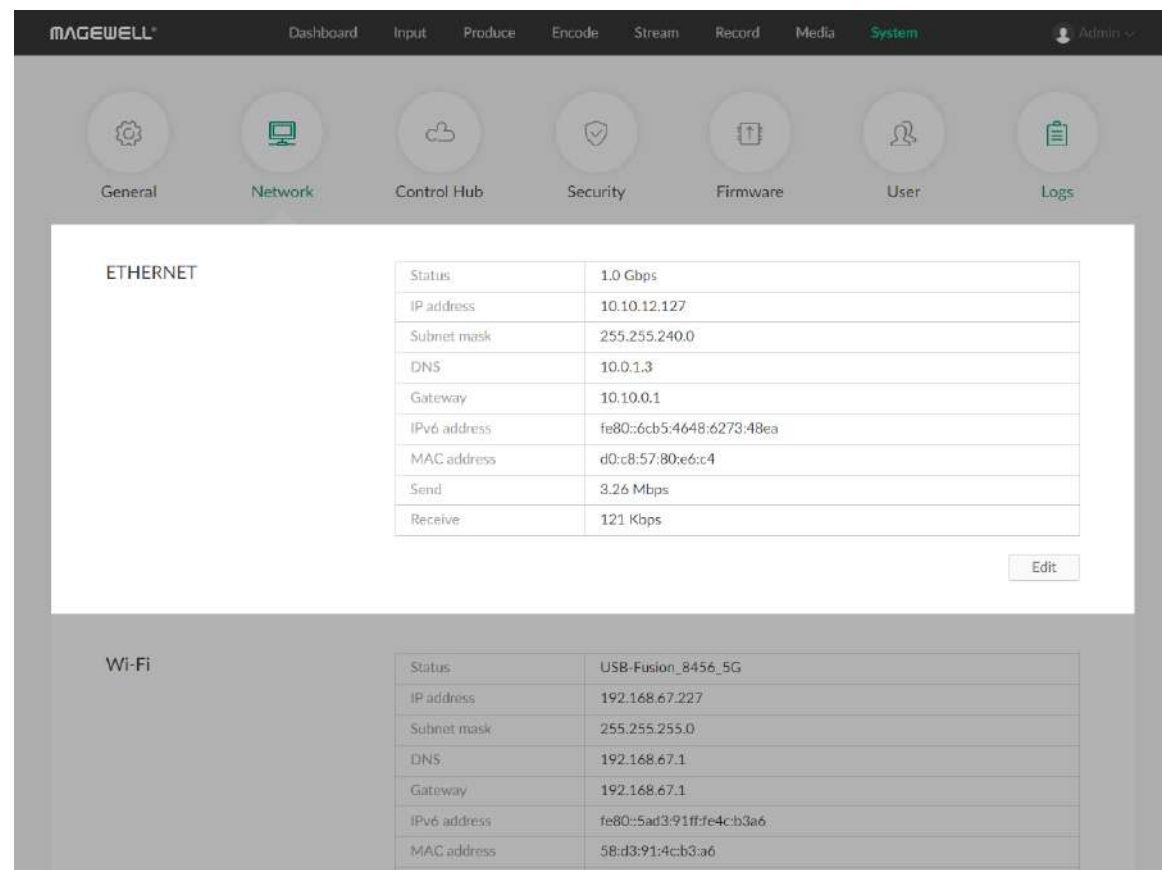 MAGEWELL Dashboard Input Produce Encode Stream Record Media System Admin
General Network Control Hub Security Firmware User Logs
ETHERNET
Status 1.0 Gbps
IP address 10.10.12.127
Subnet mask 255.255.240.0
DNS 10.0.1.3
Gateway 10.10.0.1
IPv6 address fe80::6cb5:4648:6273:48ea
MAC address d0:c8:57:80:e6:c4
Send 3.26 Mbps
Receive 121 Kbps
Edit
Wi-Fi
Status USB-Fusion_8456_5G
IP address 192.168.67.227
Subnet mask 255.255.255.0
DNS 192.168.67.1
Gateway 192.168.67.1
IPv6 address fe80::5ad3:91ff:fe4c:b3a6
MAC address 58:d3:91:4c:b3:a6